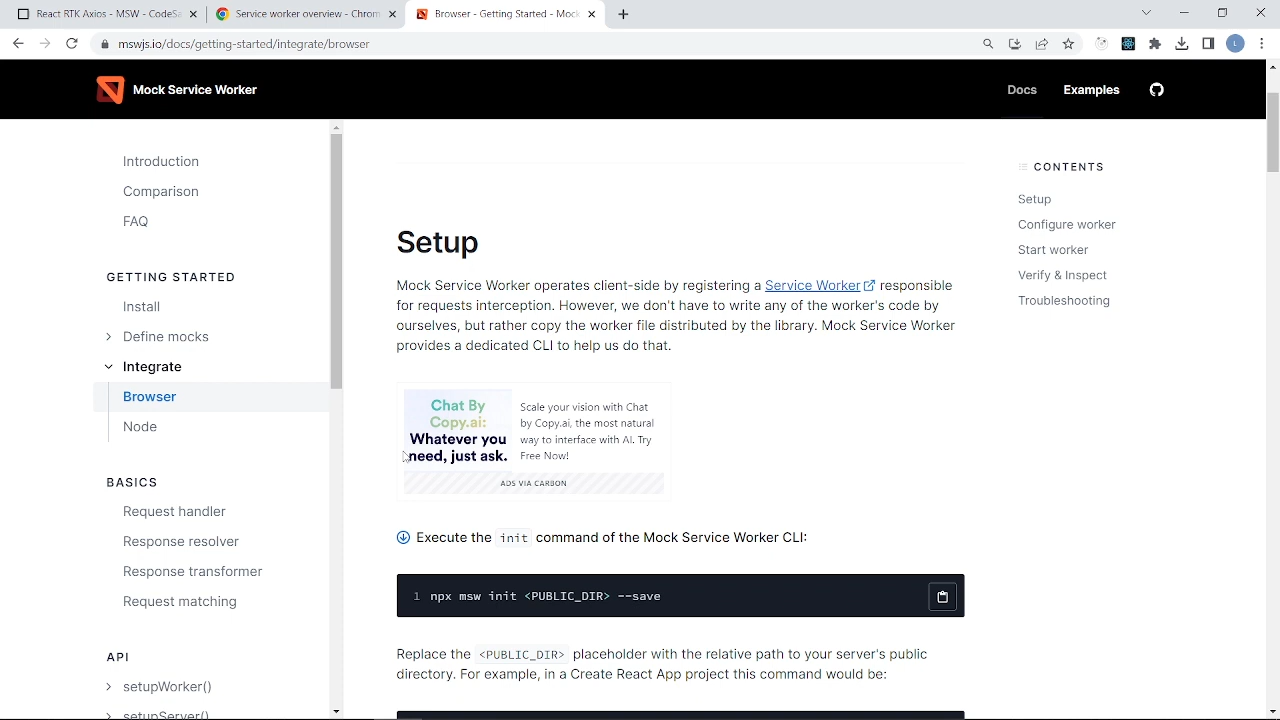 React RTK Axios - MSW - CodeSa
Service worker overview - Chrom
Browser - Getting Started - Mock
mswjs.io/docs/getting-started/integrate/browser
L
Mock Service Worker
Docs
Examples
Introduction
Comparison
FAQ
GETTING STARTED
Install
Define mocks
Integrate
Browser
Node
BASICS
Request handler
Response resolver
Response transformer
Request matching
API
setupWorker()
setupServer()
Setup
Mock Service Worker operates client-side by registering a Service Worker responsible
for requests interception. However, we don't have to write any of the worker's code by
ourselves, but rather copy the worker file distributed by the library. Mock Service Worker
provides a dedicated CLI to help us do that.
Chat By
Copy.ai:
Whatever you
need, just ask.
Scale your vision with Chat
by Copy.ai, the most natural
way to interface with AI. Try
Free Now!
ADS VIA CARBON
Execute the init command of the Mock Service Worker CLI:
1 npx msw init <PUBLIC_DIR> --save
Replace the <PUBLIC_DIR> placeholder with the relative path to your server's public
directory. For example, in a Create React App project this command would be:
CONTENTS
Setup
Configure worker
Start worker
Verify & Inspect
Troubleshooting